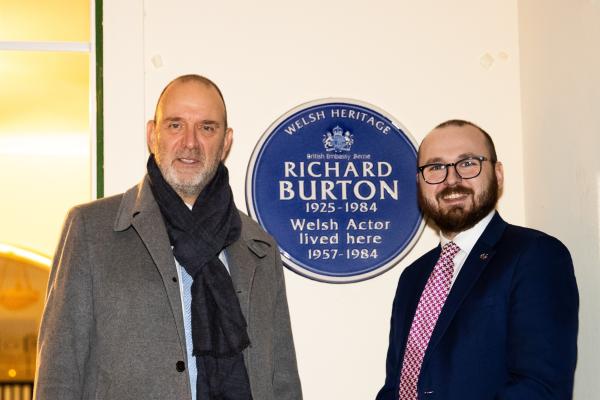 WELSH HERITAGE
British Embassy Berne
RICHARD
BURTON
1925-1984
Welsh Actor
lived here
1957-1984